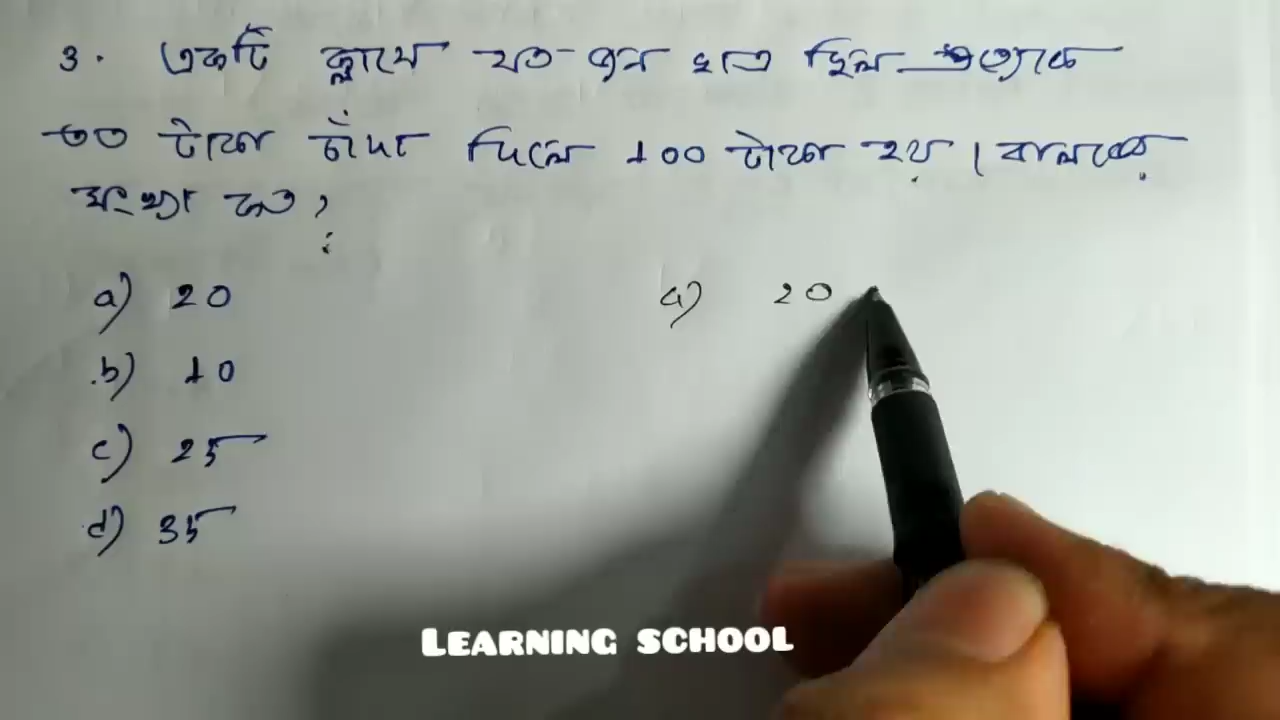 3. একটি ক্লাসে যত জন ছাত্র ছিল প্রত্যেকে
তত টাকা চাঁদা দিলে 100 টাকা হয়। বালকের
সংখ্যা কত?
a) 20
a) 20
b) 10
c) 25
d) 35
LEARNING SCHOOL